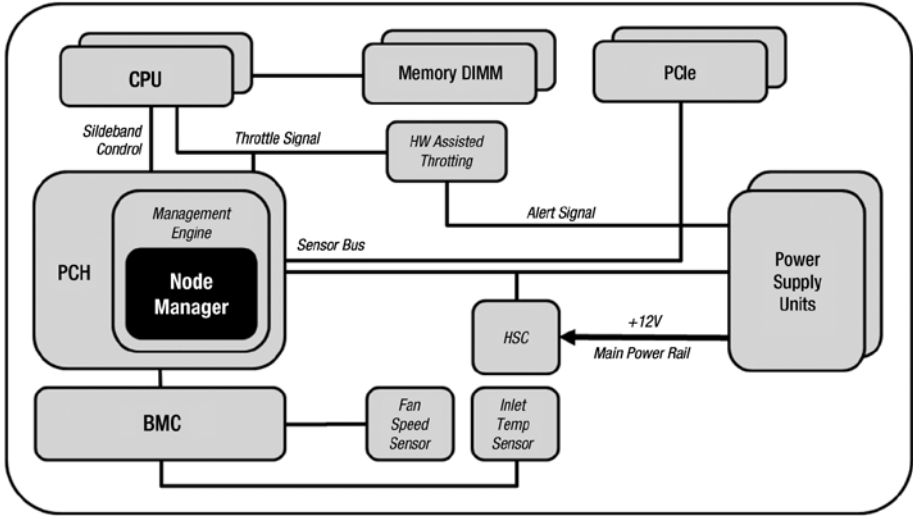 CPU
Memory DIMM
PCIe
Sildeband
Condrol
Throttle Signal
HW Assisted
Throtting
Management
Engine
Alert Signal
Sensor Bus
PCH
Node
Manager
Power
Supply
Units
HSC
+12V
Main Power Rail
BMC
Fan
Speed
Sensor
Inlet
Temp
Sensor